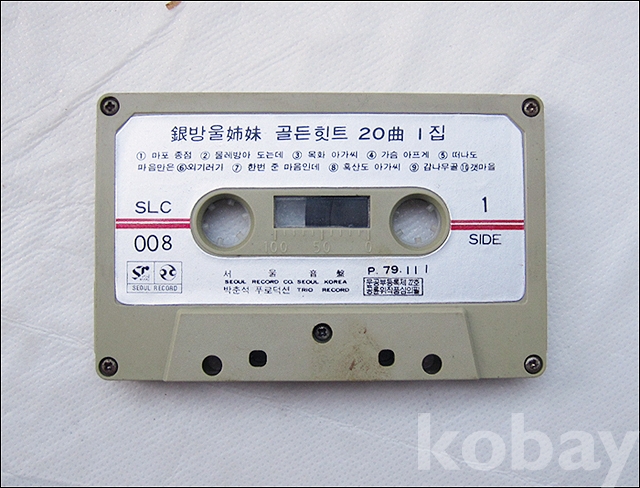 銀방울姉妹 골든힛트 20曲 1집
① 마포 종점 ② 물레방아 도는데 ③ 목화 아가씨 ④ 가슴 아프게 ⑤ 떠나도
마음만은 ⑥외기러기 ⑦ 한번 준 마음인데 ⑧ 흑산도 아가씨 ⑨ 감나무골 ⑩갯마을
SLC
1
008
SIDE
100 50 0
서울音盤
P. 79. 11 1
SEOUL RECORD CO. SEOUL KOREA
SEOUL RECORD
박춘석 푸로덕션 TRIO RECORD
kobay